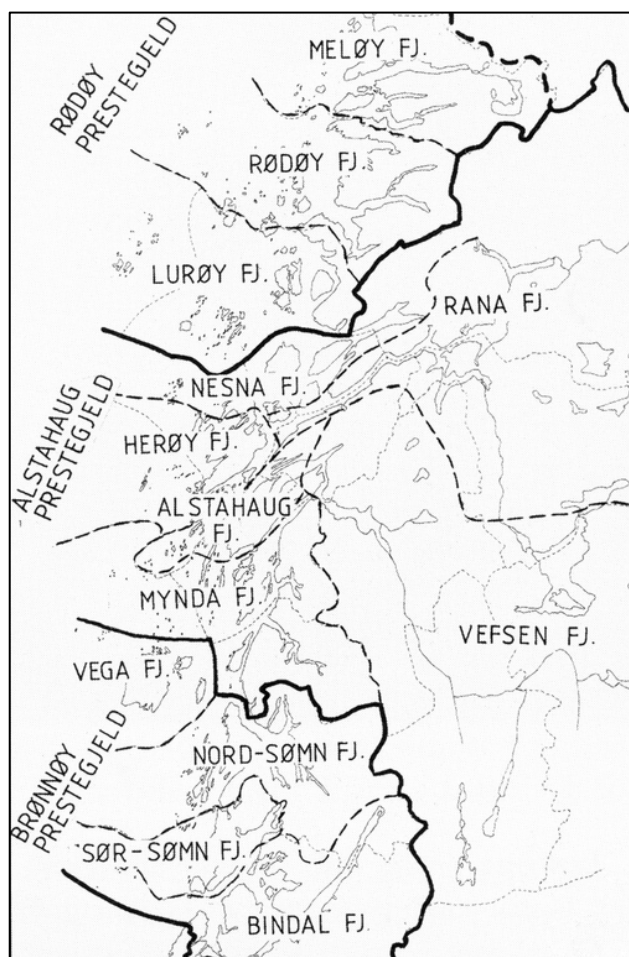 MELØY FJ.
RØDØY
PRESTEGJELD
RØDØY FJ.
LURØY FJ.
RANA FJ.
NESNA FJ.
ALSTAHAUG
PRESTEGJELD
HERØY FJ.
ALSTAHAUG
FJ.
MYNDA FJ
VEFSEN FJ.
VEGA FJ.
BRØNNØY
PRESTEGJELD
NORD-SØMN FJ.
SØR-SØMN FJ.
BINDAL FJ.